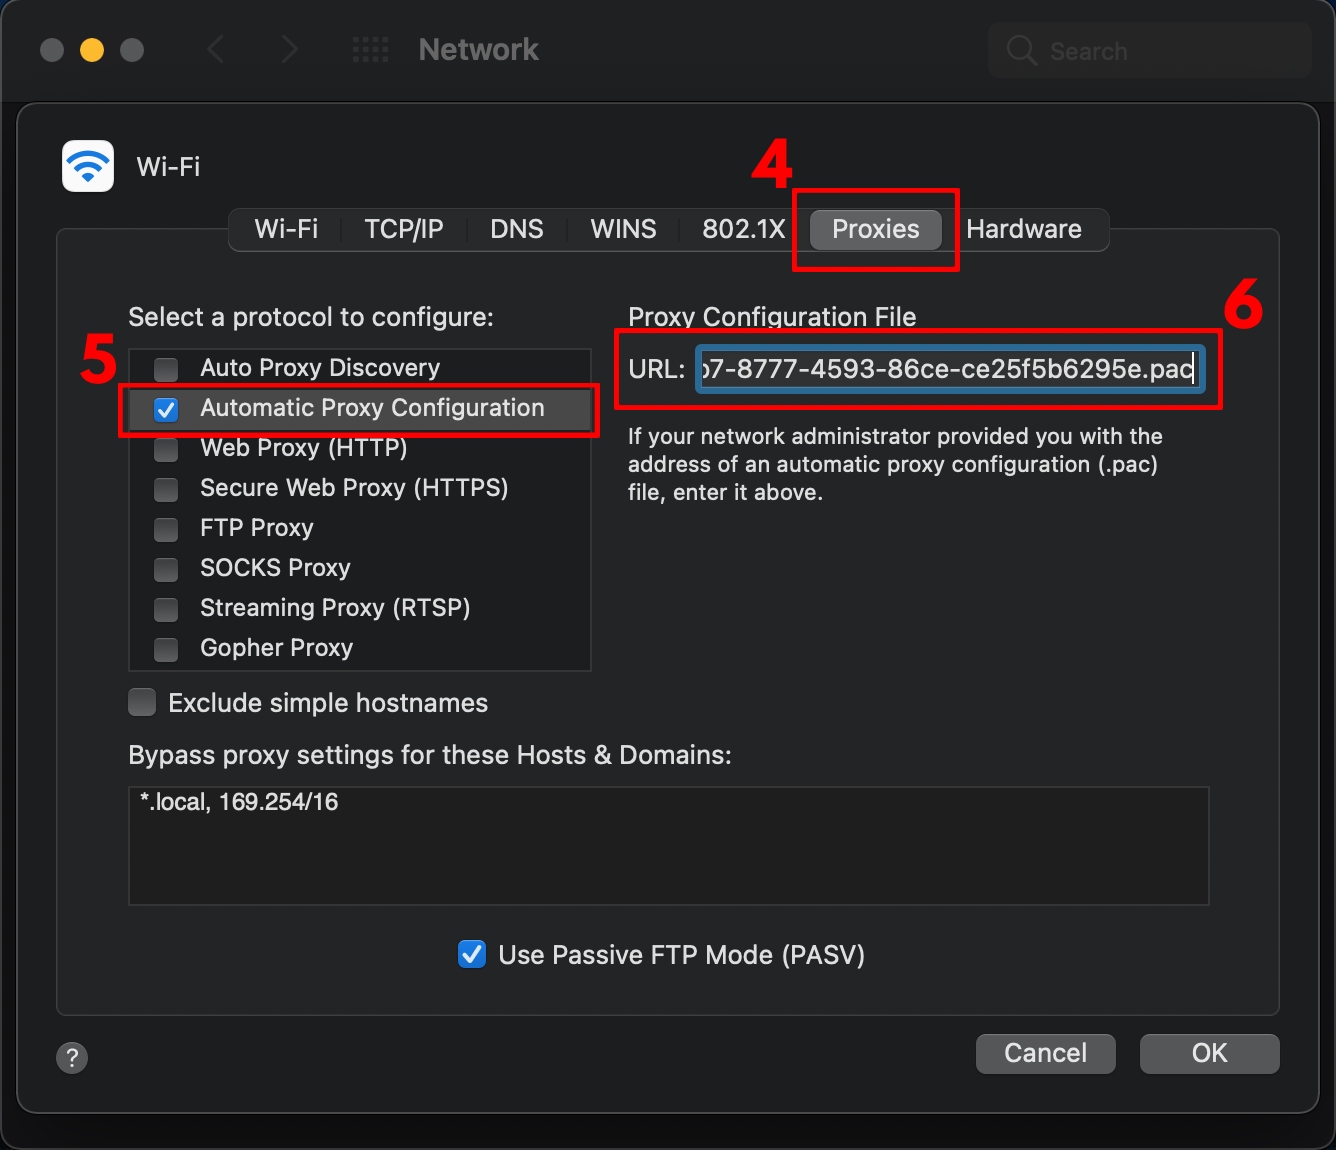 Network
Search
Wi-Fi
4
Wi-Fi TCP/IP DNS WINS 802.1X Proxies Hardware
Select a protocol to configure:
5
Auto Proxy Discovery
Automatic Proxy Configuration
Web Proxy (HTTP)
Secure Web Proxy (HTTPS)
FTP Proxy
SOCKS Proxy
Streaming Proxy (RTSP)
Gopher Proxy
Proxy Configuration File
6
URL: b7-8777-4593-86ce-ce25f5b6295e.pac
If your network administrator provided you with the
address of an automatic proxy configuration (.pac)
file, enter it above.
Exclude simple hostnames
Bypass proxy settings for these Hosts & Domains:
*.local, 169.254/16
Use Passive FTP Mode (PASV)
?
Cancel
OK